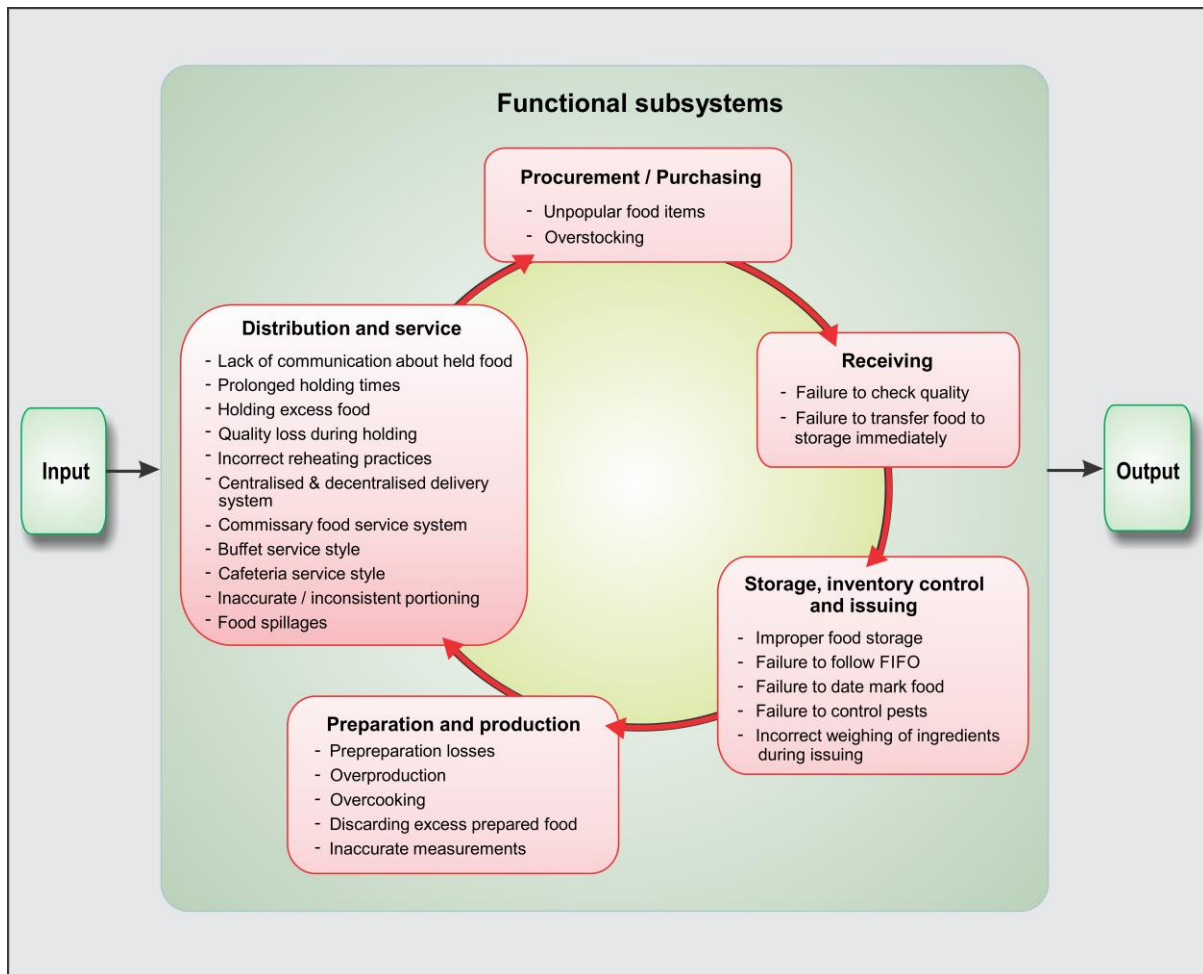 Functional subsystems
Procurement / Purchasing
- Unpopular food items
- Overstocking
Distribution and service
- Lack of communication about held food
- Prolonged holding times
- Holding excess food
- Quality loss during holding
- Incorrect reheating practices
- Centralised & decentralised delivery
system
- Commissary food service system
- Buffet service style
- Cafeteria service style
- Inaccurate / inconsistent portioning
- Food spillages
Receiving
- Failure to check quality
- Failure to transfer food to
storage immediately
Input
Output
Storage, inventory control
and issuing
- Improper food storage
- Failure to follow FIFO
- Failure to date mark food
- Failure to control pests
- Incorrect weighing of ingredients
during issuing
Preparation and production
- Prepreparation losses
- Overproduction
- Overcooking
- Discarding excess prepared food
- Inaccurate measurements